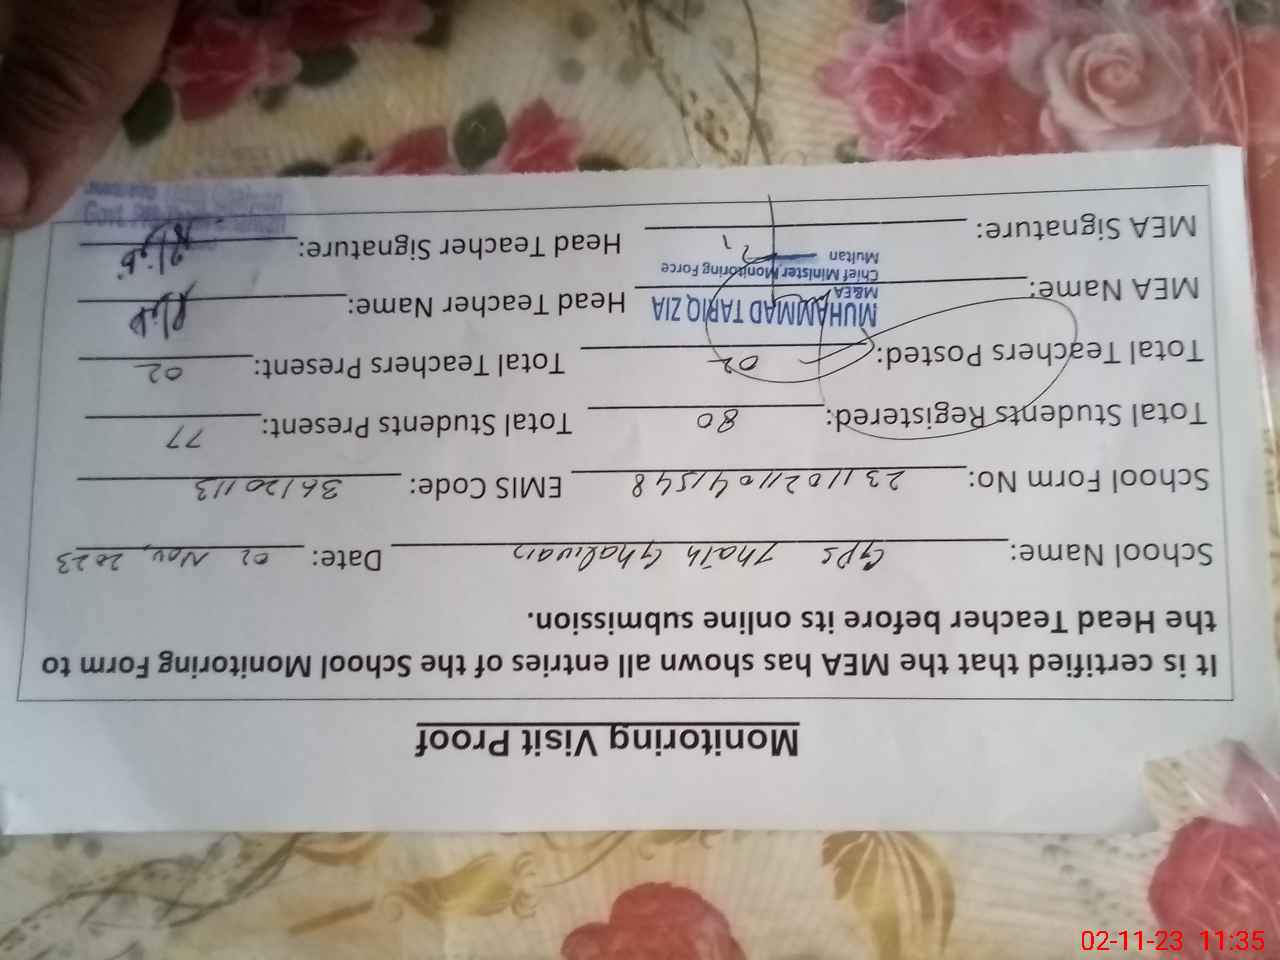 Monitoring Visit Proof
It is certified that the MEA has shown all entries of the School Monitoring Form to
the Head Teacher before its online submission.
School Name: GPS Jhaih Ghalwan Date: 02 Nov, 2023
School Form No: 23110211041548 EMIS Code: 36120113
Total Students Registered: 80 Total Students Present: 77
Total Teachers Posted: 02 Total Teachers Present: 02
MEA Name: MUHAMMAD TARIQ ZIA Head Teacher Name:
M&EA
Chief Minister Monitoring Force
Multan
MEA Signature: Head Teacher Signature:
Govt.
02-11-23 11:35